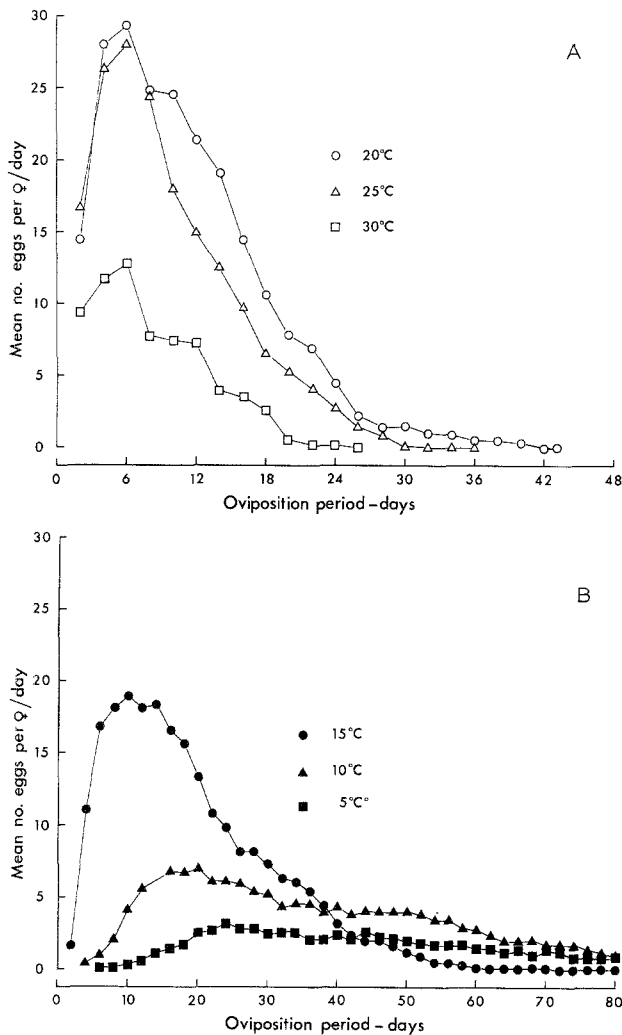 A
30
25
20
15
10
5
0
Mean no. eggs per ♀/day
○ 20°C
△ 25°C
□ 30°C
0 6 12 18 24 30 36 42 48
Oviposition period–days
B
30
25
20
15
10
5
0
Mean no. eggs per ♀/day
● 15°C
▲ 10°C
■ 5°C°
0 10 20 30 40 50 60 70 80
Oviposition period–days